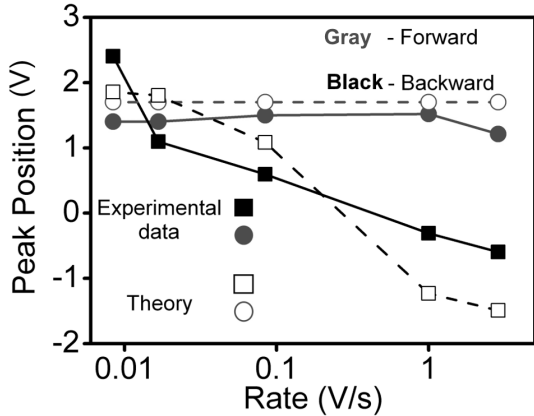 3
2
1
0
-1
-2
Peak Position (V)
Gray - Forward
Black - Backward
Experimental
data
Theory
0.01
0.1
1
Rate (V/s)